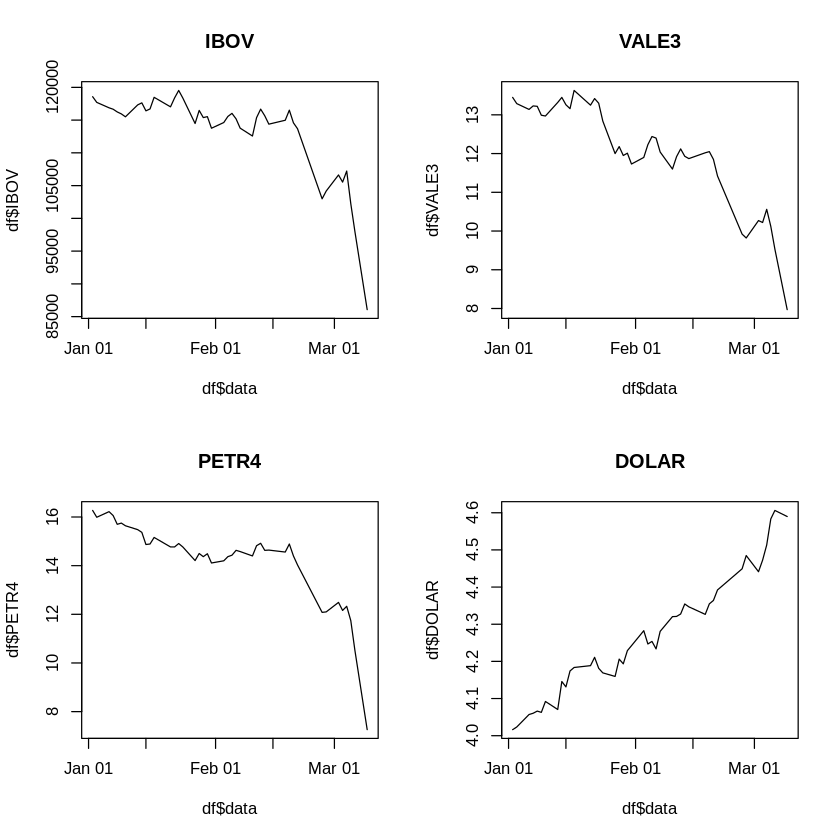 IBOV
df$IBOV
120000
105000
95000
85000
Jan 01 Feb 01 Mar 01
df$data
VALE3
df$VALE3
13
12
11
10
9
8
Jan 01 Feb 01 Mar 01
df$data
PETR4
df$PETR4
16
14
12
10
8
Jan 01 Feb 01 Mar 01
df$data
DOLAR
df$DOLAR
4.6
4.5
4.4
4.3
4.2
4.1
4.0
Jan 01 Feb 01 Mar 01
df$data